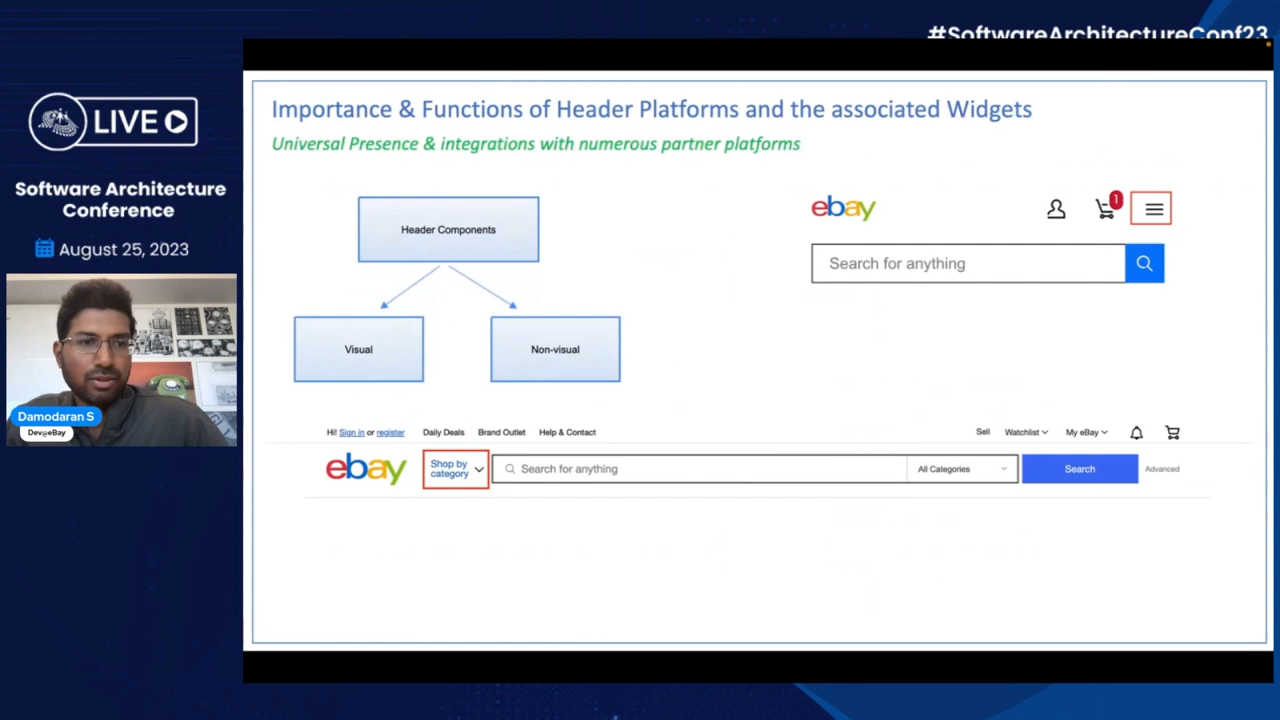 #SoftwareArchitectureConf23
LIVE
Software Architecture
Conference
August 25, 2023
Damodaran S
Dev@eBay
Importance & Functions of Header Platforms and the associated Widgets
Universal Presence & integrations with numerous partner platforms
Header Components
Visual
Non-visual
ebay
1
Search for anything
Hi! Sign in or register
Daily Deals
Brand Outlet
Help & Contact
Sell
Watchlist
My eBay
ebay
Shop by
category
Search for anything
All Categories
Search
Advanced